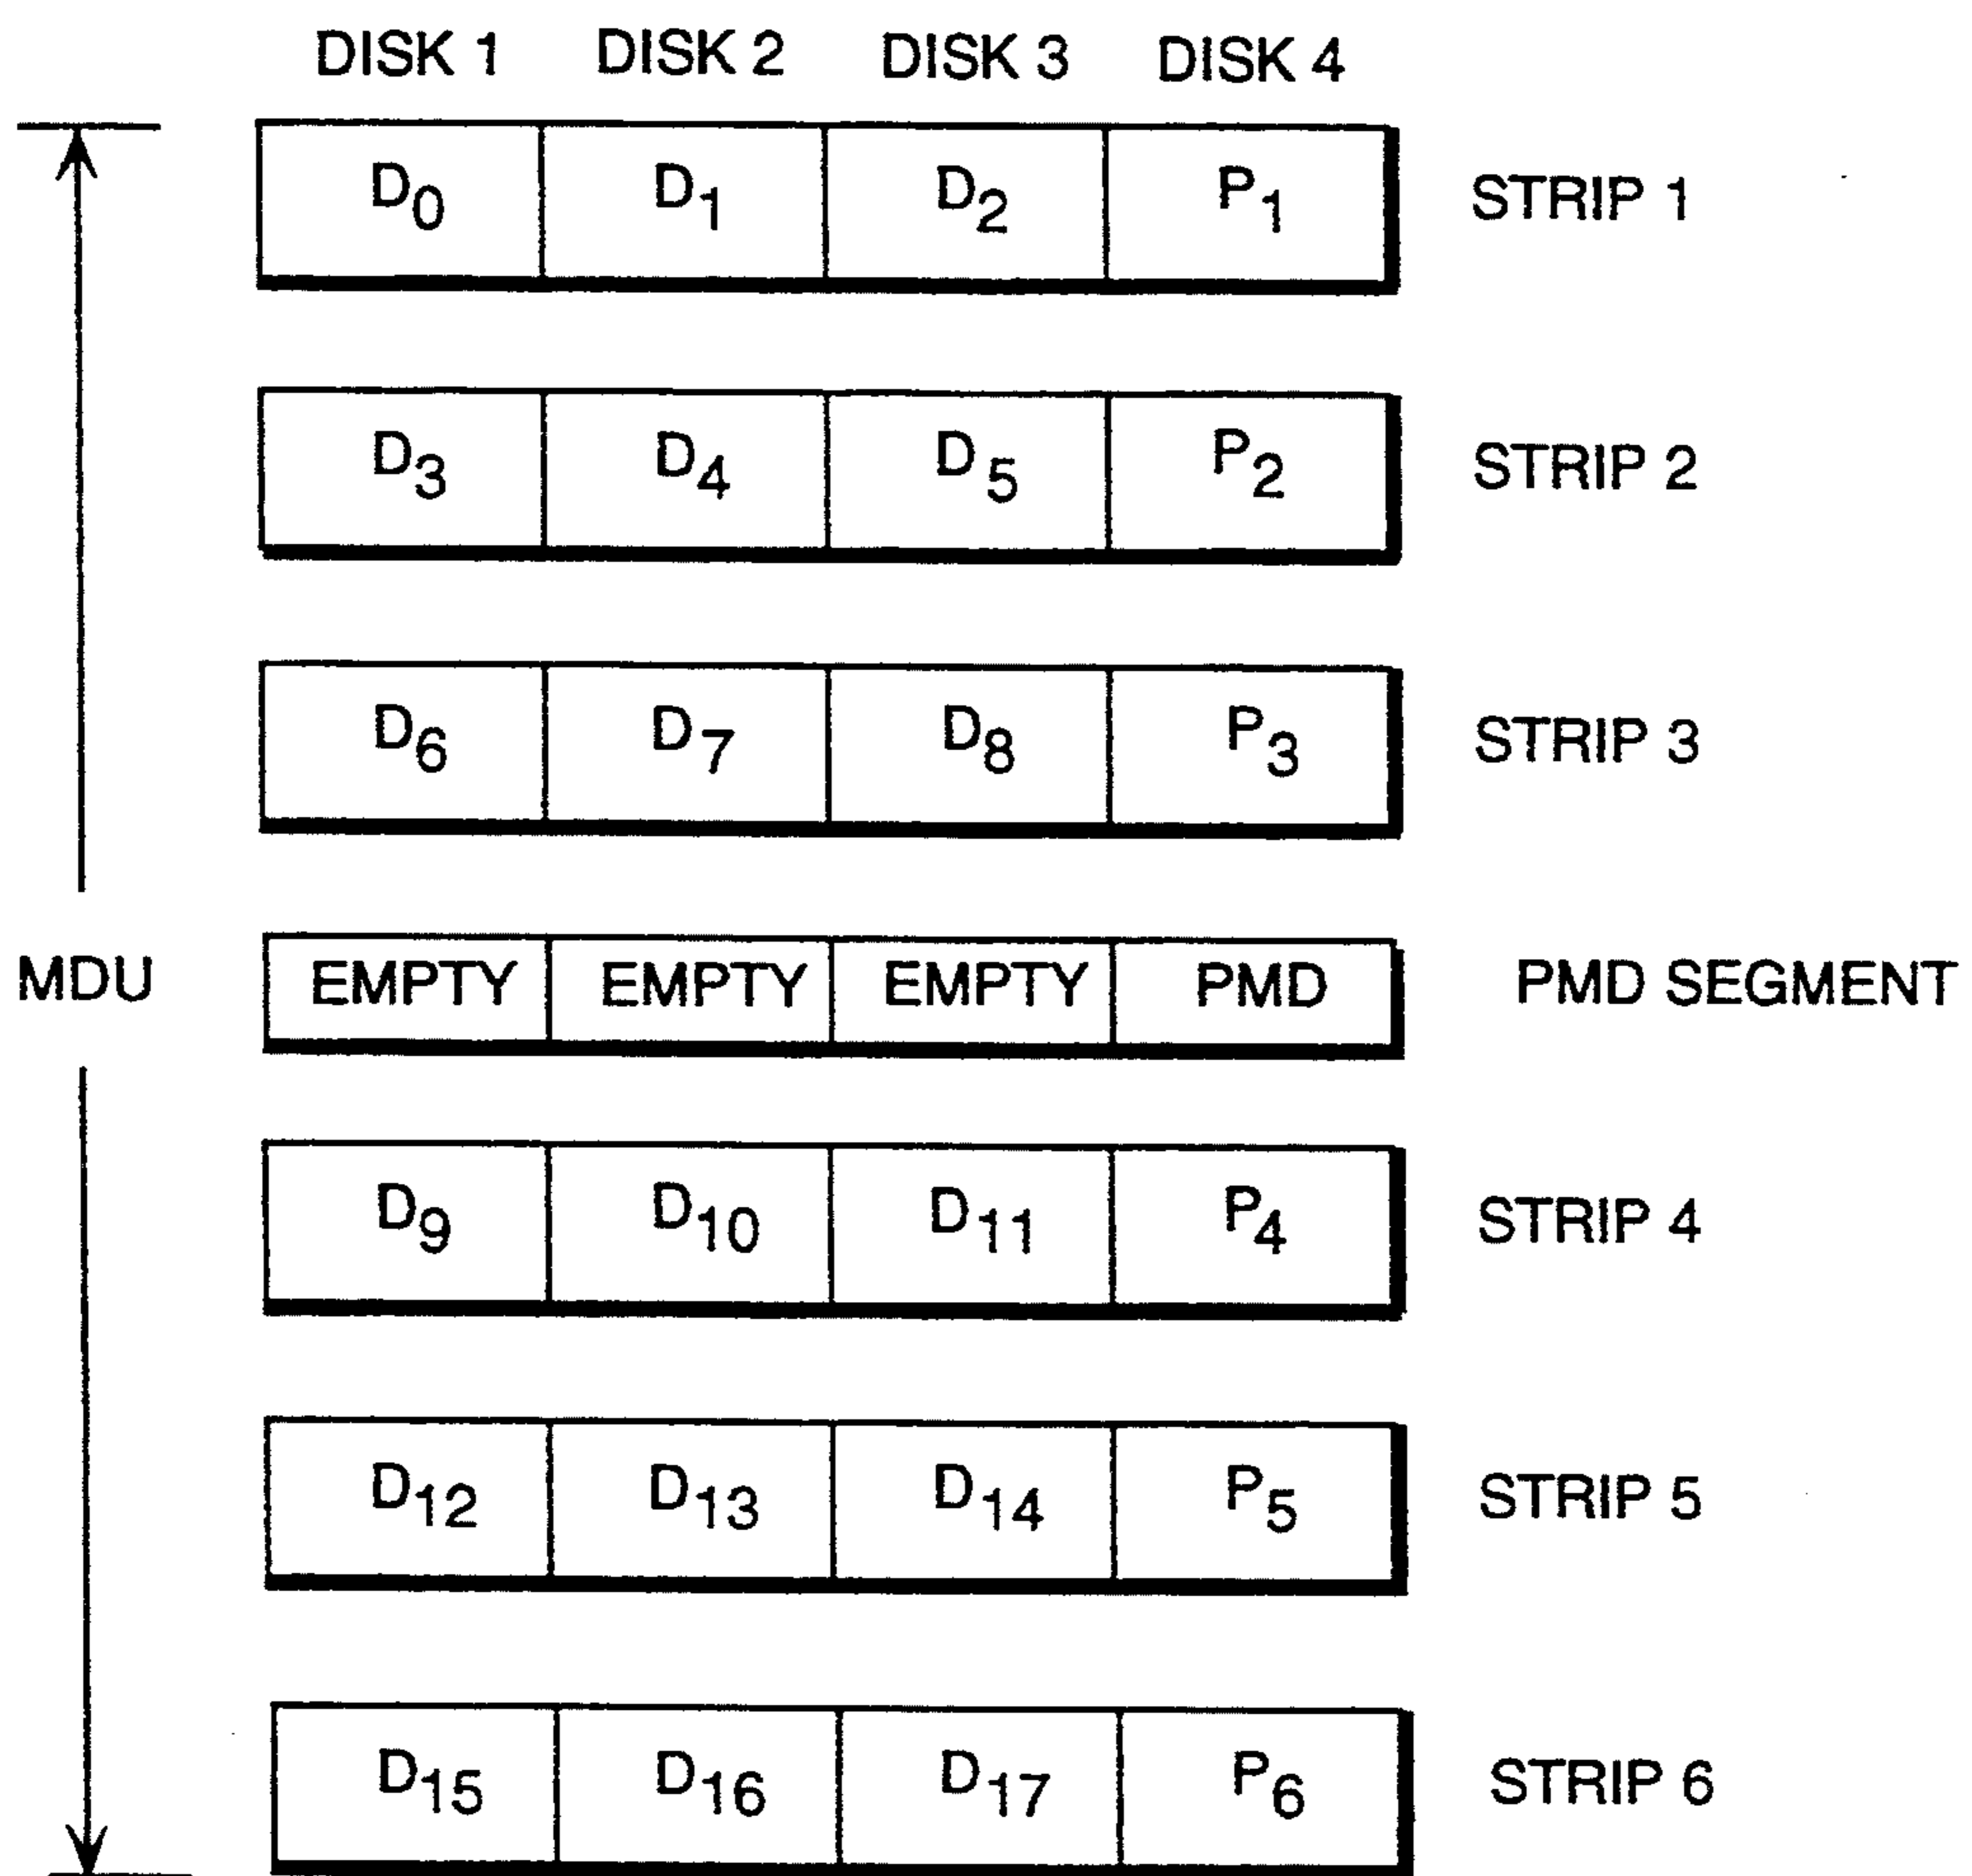 DISK 1 DISK 2 DISK 3 DISK 4
D0 D1 D2 P1 STRIP 1
D3 D4 D5 P2 STRIP 2
D6 D7 D8 P3 STRIP 3
MDU EMPTY EMPTY EMPTY PMD PMD SEGMENT
D9 D10 D11 P4 STRIP 4
D12 D13 D14 P5 STRIP 5
D15 D16 D17 P6 STRIP 6